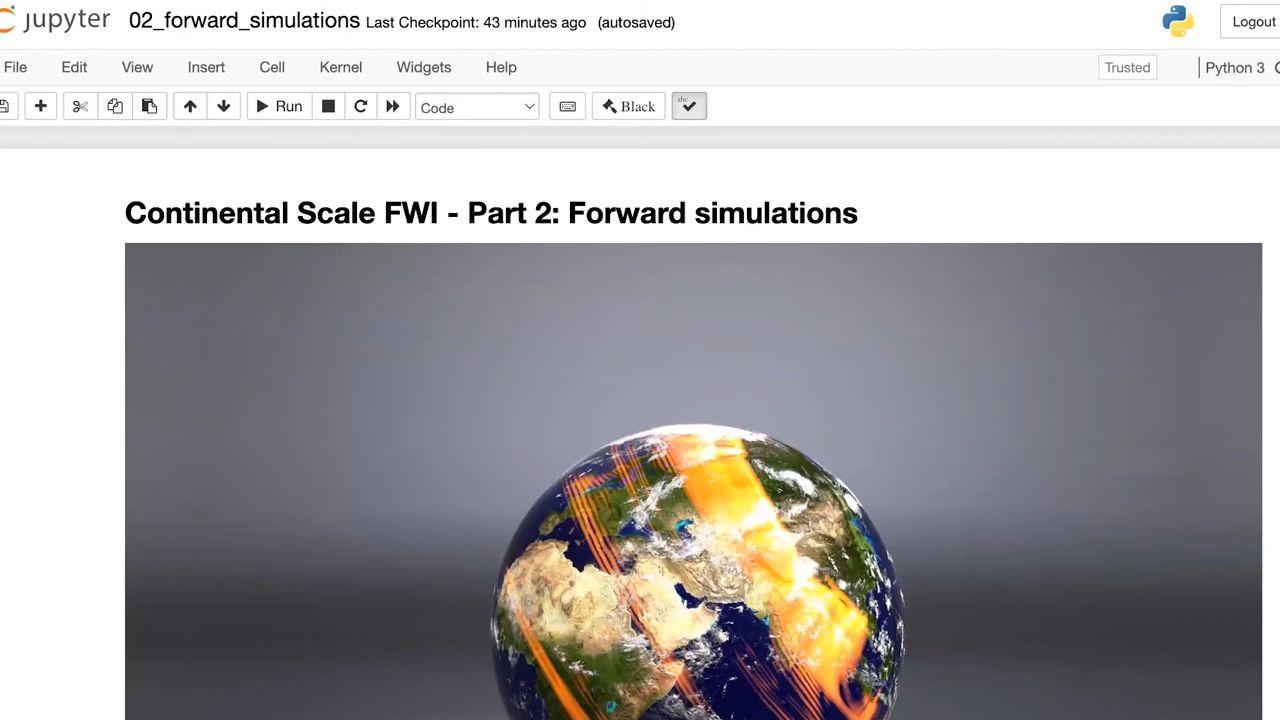 jupyter 02_forward_simulations Last Checkpoint: 43 minutes ago (autosaved) Logout
File Edit View Insert Cell Kernel Widgets Help Trusted Python 3
Run Code Black abc
Continental Scale FWI - Part 2: Forward simulations